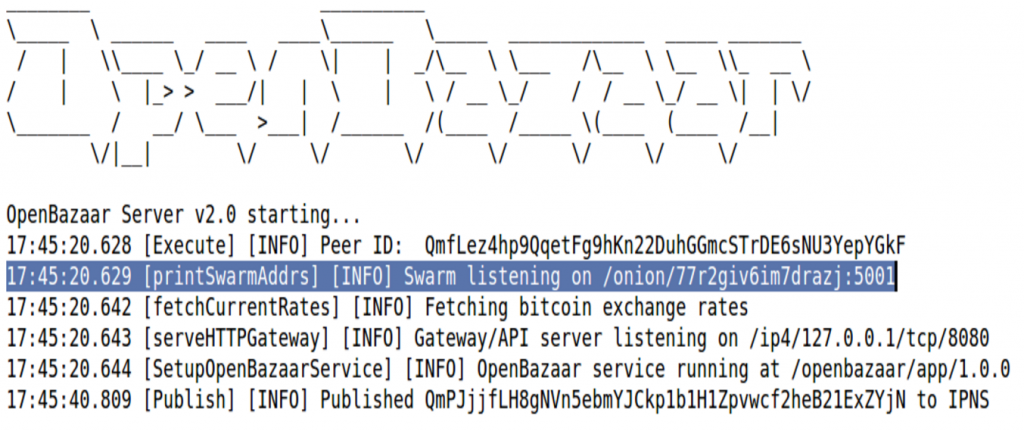 OpenBazaar
OpenBazaar Server v2.0 starting...
17:45:20.628 [Execute] [INFO] Peer ID:  QmfLez4hp9QqetFg9hKn22DuhGGmcSTrDE6sNU3YepYGkF
17:45:20.629 [printSwarmAddrs] [INFO] Swarm listening on /onion/77r2giv6im7drazj:5001
17:45:20.642 [fetchCurrentRates] [INFO] Fetching bitcoin exchange rates
17:45:20.643 [serveHTTPGateway] [INFO] Gateway/API server listening on /ip4/127.0.0.1/tcp/8080
17:45:20.644 [SetupOpenBazaarService] [INFO] OpenBazaar service running at /openbazaar/app/1.0.0
17:45:40.809 [Publish] [INFO] Published QmPJjjfLH8gNVn5ebmYJCkp1b1H1Zpvwcf2heB21ExZYjN to IPNS